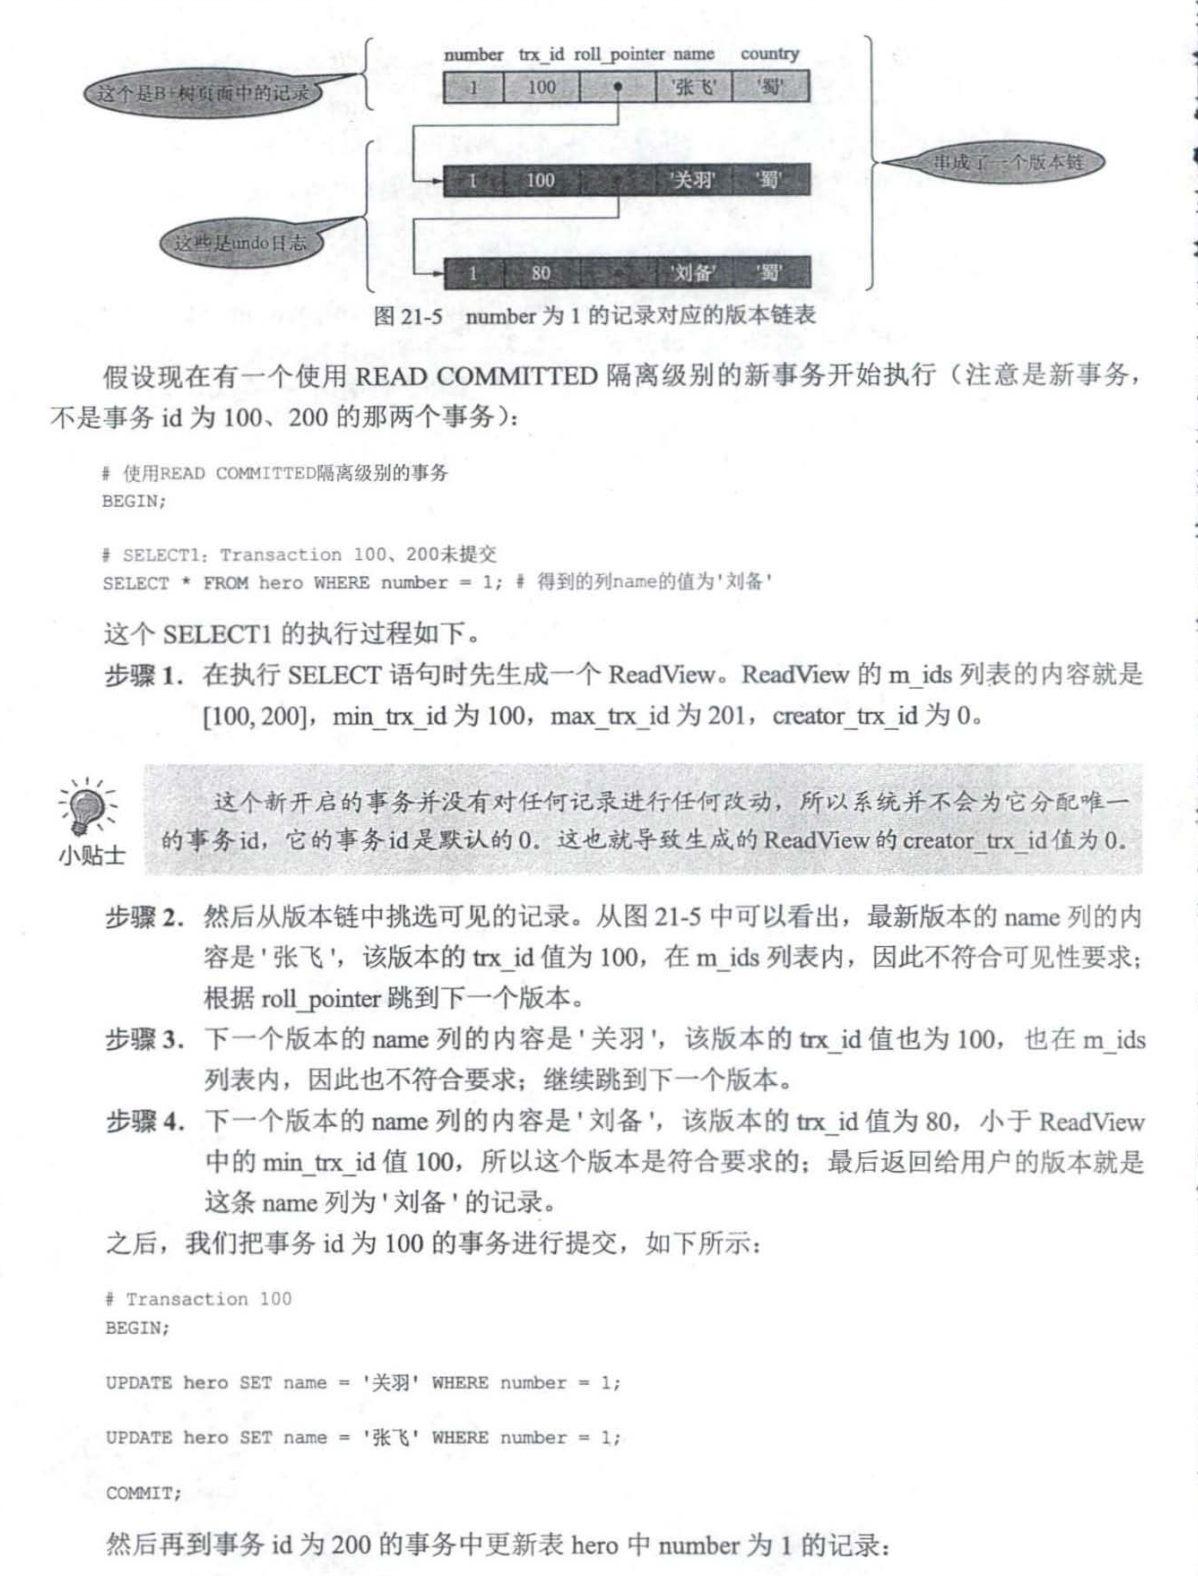 number trx_id roll_pointer name country
这个是B+树页面中的记录
1 100 '张飞' '蜀'
串成了一个版本链
1 100 '关羽' '蜀'
这些是undo日志
1 80 '刘备' '蜀'
图 21-5 number 为 1 的记录对应的版本链表
假设现在有一个使用 READ COMMITTED 隔离级别的新事务开始执行（注意是新事务，
不是事务 id 为 100、200 的那两个事务）：
# 使用READ COMMITTED隔离级别的事务
BEGIN;
# SELECT1：Transaction 100、200未提交
SELECT * FROM hero WHERE number = 1; # 得到的列name的值为'刘备'
这个 SELECT1 的执行过程如下。
步骤 1. 在执行 SELECT 语句时先生成一个 ReadView。ReadView 的 m_ids 列表的内容就是
[100, 200]，min_trx_id 为 100，max_trx_id 为 201，creator_trx_id 为 0。
这个新开启的事务并没有对任何记录进行任何改动，所以系统并不会为它分配唯一
的事务id，它的事务id是默认的0。这也就导致生成的ReadView的creator_trx_id值为0。
小贴士
步骤 2. 然后从版本链中挑选可见的记录。从图 21-5 中可以看出，最新版本的 name 列的内
容是 '张飞'，该版本的 trx_id 值为 100，在 m_ids 列表内，因此不符合可见性要求；
根据 roll_pointer 跳到下一个版本。
步骤 3. 下一个版本的 name 列的内容是 '关羽'，该版本的 trx_id 值也为 100，也在 m_ids
列表内，因此也不符合要求；继续跳到下一个版本。
步骤 4. 下一个版本的 name 列的内容是 '刘备'，该版本的 trx_id 值为 80，小于 ReadView
中的 min_trx_id 值 100，所以这个版本是符合要求的；最后返回给用户的版本就是
这条 name 列为 '刘备' 的记录。
之后，我们把事务 id 为 100 的事务进行提交，如下所示：
# Transaction 100
BEGIN;
UPDATE hero SET name = '关羽' WHERE number = 1;
UPDATE hero SET name = '张飞' WHERE number = 1;
COMMIT;
然后再到事务 id 为 200 的事务中更新表 hero 中 number 为 1 的记录：